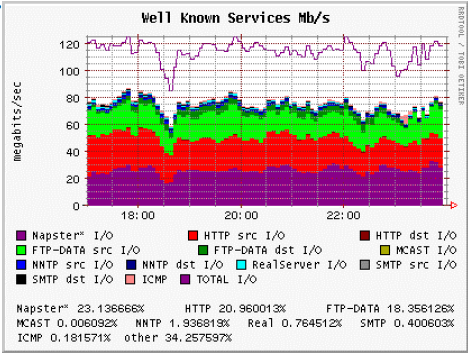 Well Known Services Mb/s
RRDTOOL / TOBI OETIKER
megabits/sec
120
100
80
60
40
20
0
18:00 20:00 22:00
Napster* I/O HTTP src I/O HTTP dst I/O
FTP-DATA src I/O FTP-DATA dst I/O MCAST I/O
NNTP src I/O NNTP dst I/O RealServer I/O SMTP src I/O
SMTP dst I/O ICMP I/O TOTAL I/O
Napster* 23.136666% HTTP 20.960013% FTP-DATA 18.356126%
MCAST 0.006092% NNTP 1.936819% Real 0.764512% SMTP 0.400603%
ICMP 0.181571% other 34.257597%